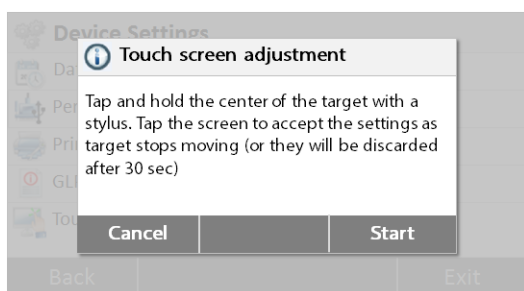 Device Settings
Touch screen adjustment
Tap and hold the center of the target with a
stylus. Tap the screen to accept the settings as
target stops moving (or they will be discarded
after 30 sec)
Cancel
Start
Back
Exit